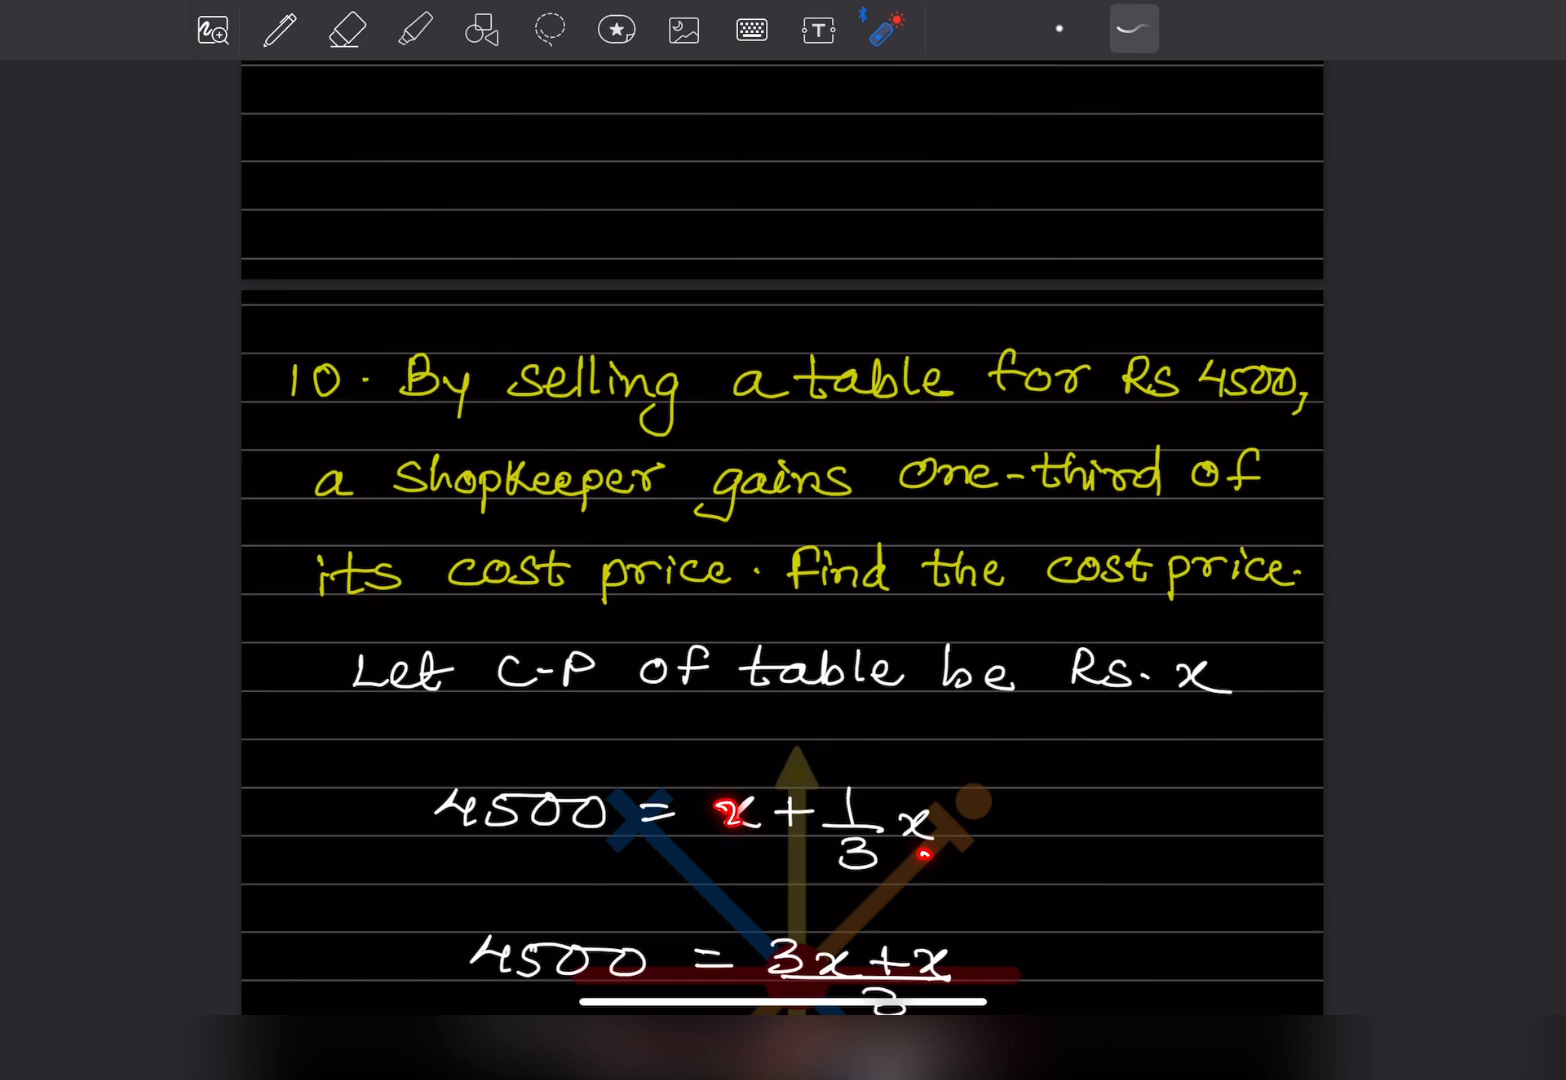 10. By selling a table for Rs 4500,
a shopkeeper gains one-third of
its cost price. find the cost price.
Let C-P of table be Rs. x
4500 = x + 1/3 x
4500 = 3x + x / 3